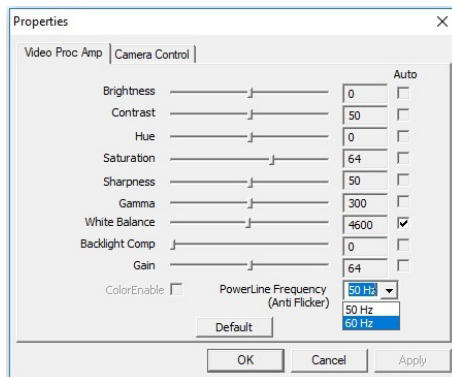 Properties
Video Proc Amp Camera Control
Auto
Brightness 0
Contrast 50
Hue 0
Saturation 64
Sharpness 50
Gamma 300
White Balance 4600
Backlight Comp 0
Gain 64
ColorEnable PowerLine Frequency 50 Hz
(Anti Flicker) 50 Hz
60 Hz
Default
OK Cancel Apply